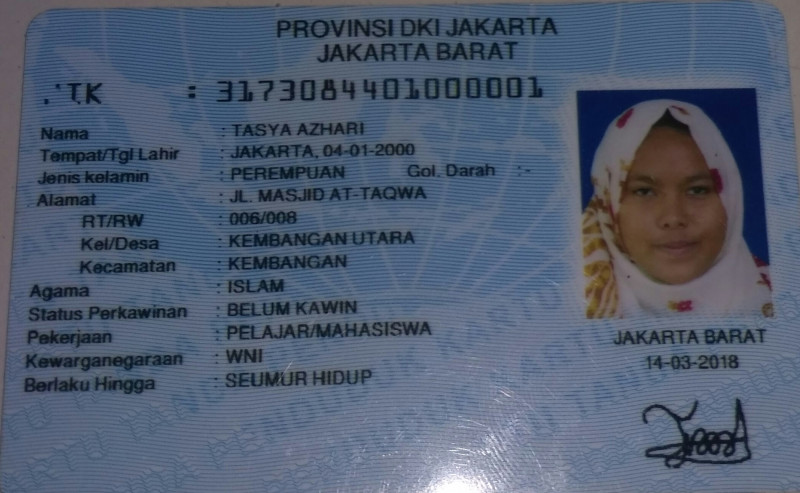 PROVINSI DKI JAKARTA
JAKARTA BARAT
: 3173084401000001
Nama : TASYA AZHARI
Tempat/Tgl Lahir : JAKARTA, 04-01-2000
Jenis kelamin : PEREMPUAN Gol. Darah : -
Alamat : JL. MASJID AT-TAQWA
RT/RW : 006/008
Kel/Desa : KEMBANGAN UTARA
Kecamatan : KEMBANGAN
Agama : ISLAM
Status Perkawinan : BELUM KAWIN
Pekerjaan : PELAJAR/MAHASISWA
Kewarganegaraan : WNI
Berlaku Hingga : SEUMUR HIDUP
JAKARTA BARAT
14-03-2018